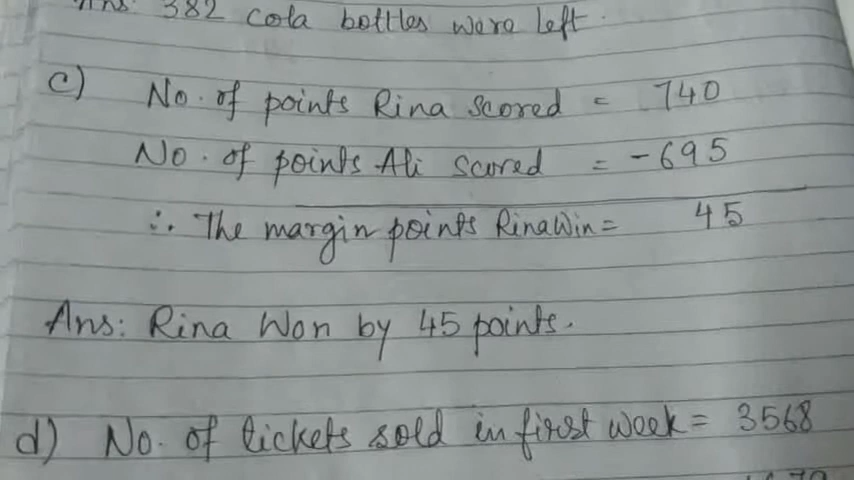 Ans: 382 cola bottles were left.
c) No. of points Rina scored = 740
No. of points Ali scored = -695
∴ The margin points Rina Win = 45
Ans: Rina Won by 45 points.
d) No. of tickets sold in first week = 3568